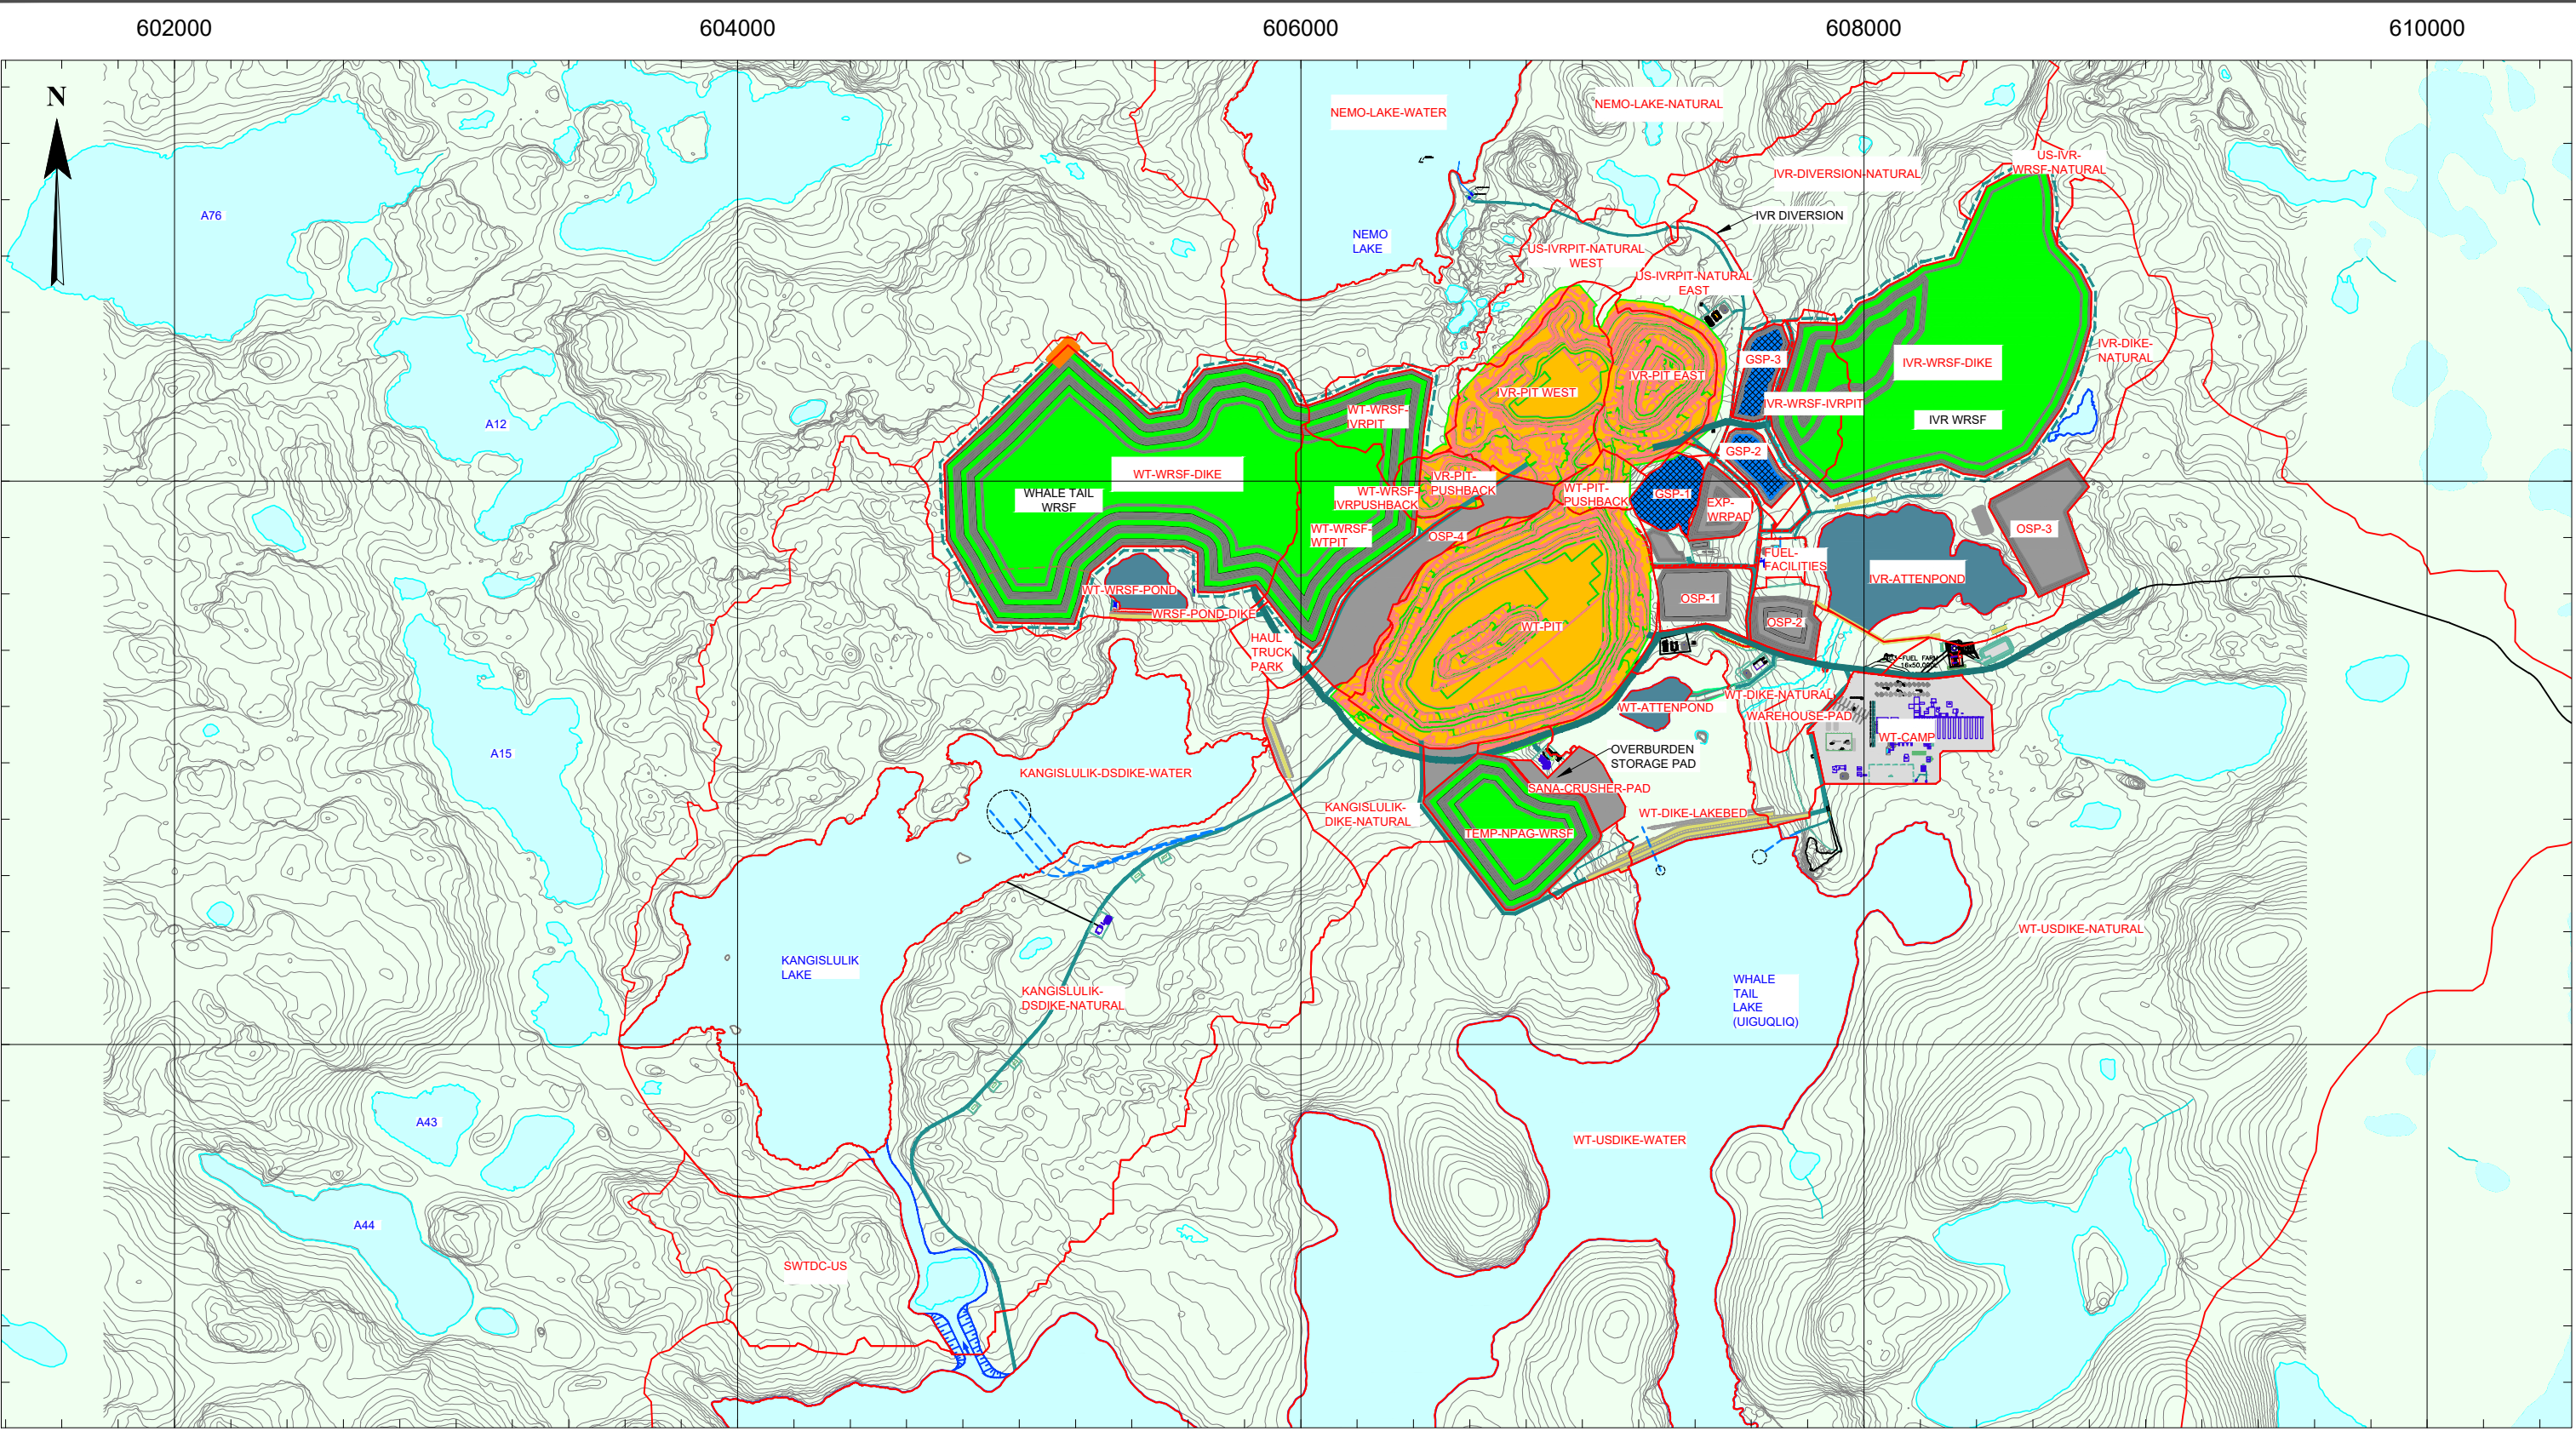 602000
604000
606000
608000
610000
N
NEMO-LAKE-WATER
NEMO-LAKE-NATURAL
US-IVR-
WRSF-NATURAL
IVR-DIVERSION-NATURAL
A76
IVR DIVERSION
NEMO
LAKE
US-IVRPIT-NATURAL
WEST
US-IVRPIT-NATURAL
EAST
IVR-DIKE-
NATURAL
GSP-3
IVR-WRSF-DIKE
IVR-PIT EAST
IVR-PIT WEST
IVR-WRSF-IVRPIT
WT-WRSF-
IVRPIT
IVR WRSF
A12
GSP-2
WT-WRSF-DIKE
IVR-PIT-
PUSHBACK
WHALE TAIL
WRSF
WT-WRSF-
IVRPUSHBACK
WT-PIT-
PUSHBACK
GSP-1
EXP-
WRPAD
WT-WRSF-
WTPIT
OSP-4
OSP-3
FUEL-
FACILITIES
IVR-ATTENPOND
WT-WRSF-POND
OSP-1
WRSF-POND-DIKE
OSP-2
WT-PIT
HAUL
TRUCK
PARK
FUEL FARM
WT-DIKE-NATURAL
WT-ATTENPOND
WAREHOUSE-PAD
WT-CAMP
A15
OVERBURDEN
STORAGE PAD
KANGISLULIK-DSDIKE-WATER
SANA-CRUSHER-PAD
KANGISLULIK-
DIKE-NATURAL
WT-DIKE-LAKEBED
TEMP-NPAG-WRSF
WT-USDIKE-NATURAL
KANGISLULIK
LAKE
WHALE
TAIL
LAKE
(UIGUQLIQ)
KANGISLULIK-
DSDIKE-NATURAL
A43
WT-USDIKE-WATER
A44
SWTDC-US